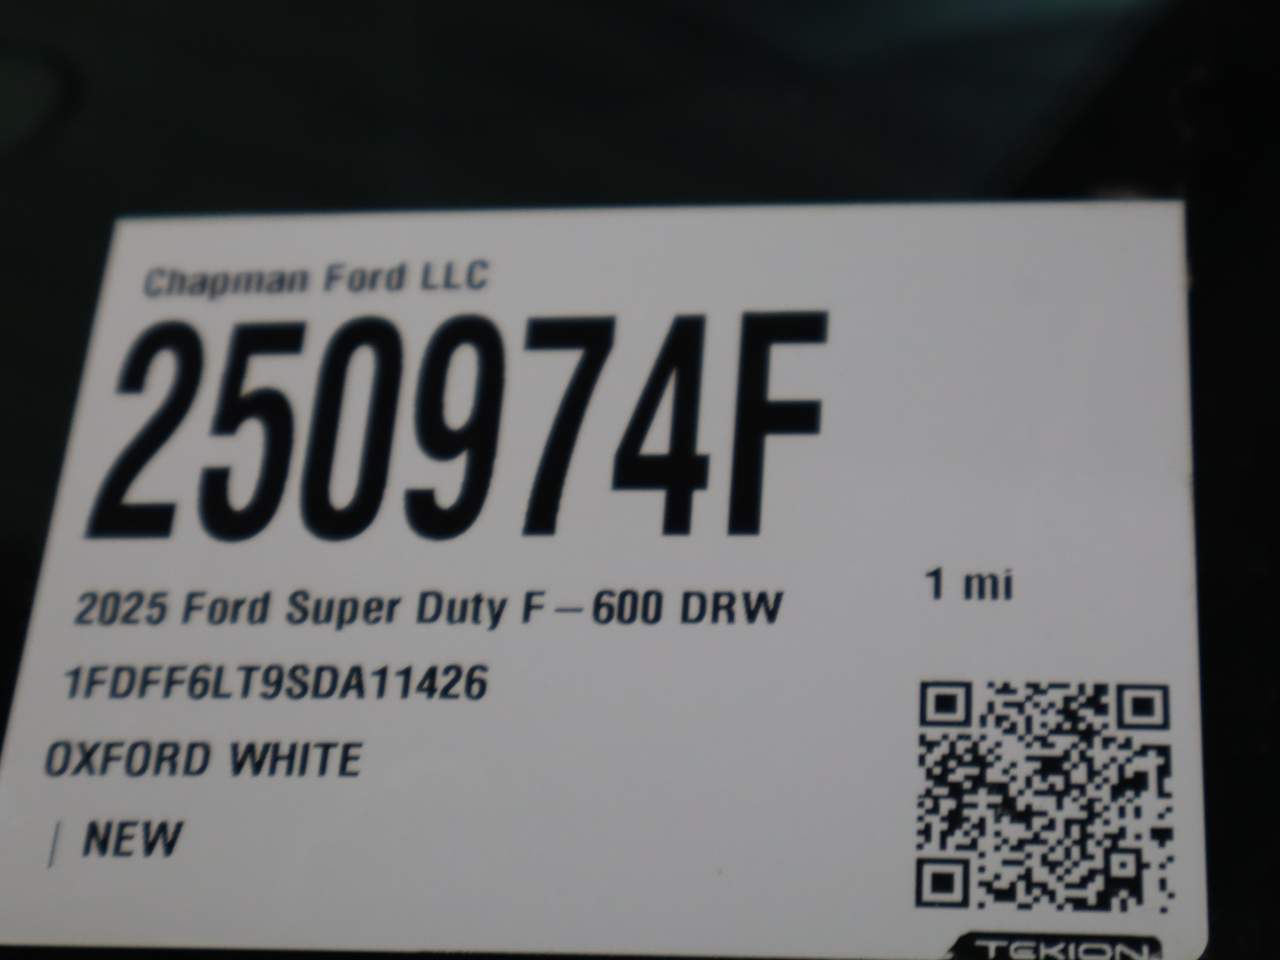 Chapman Ford LLC
250974F
2025 Ford Super Duty F-600 DRW
1 mi
1FDFF6LT9SDA11426
OXFORD WHITE
| NEW
TEKION